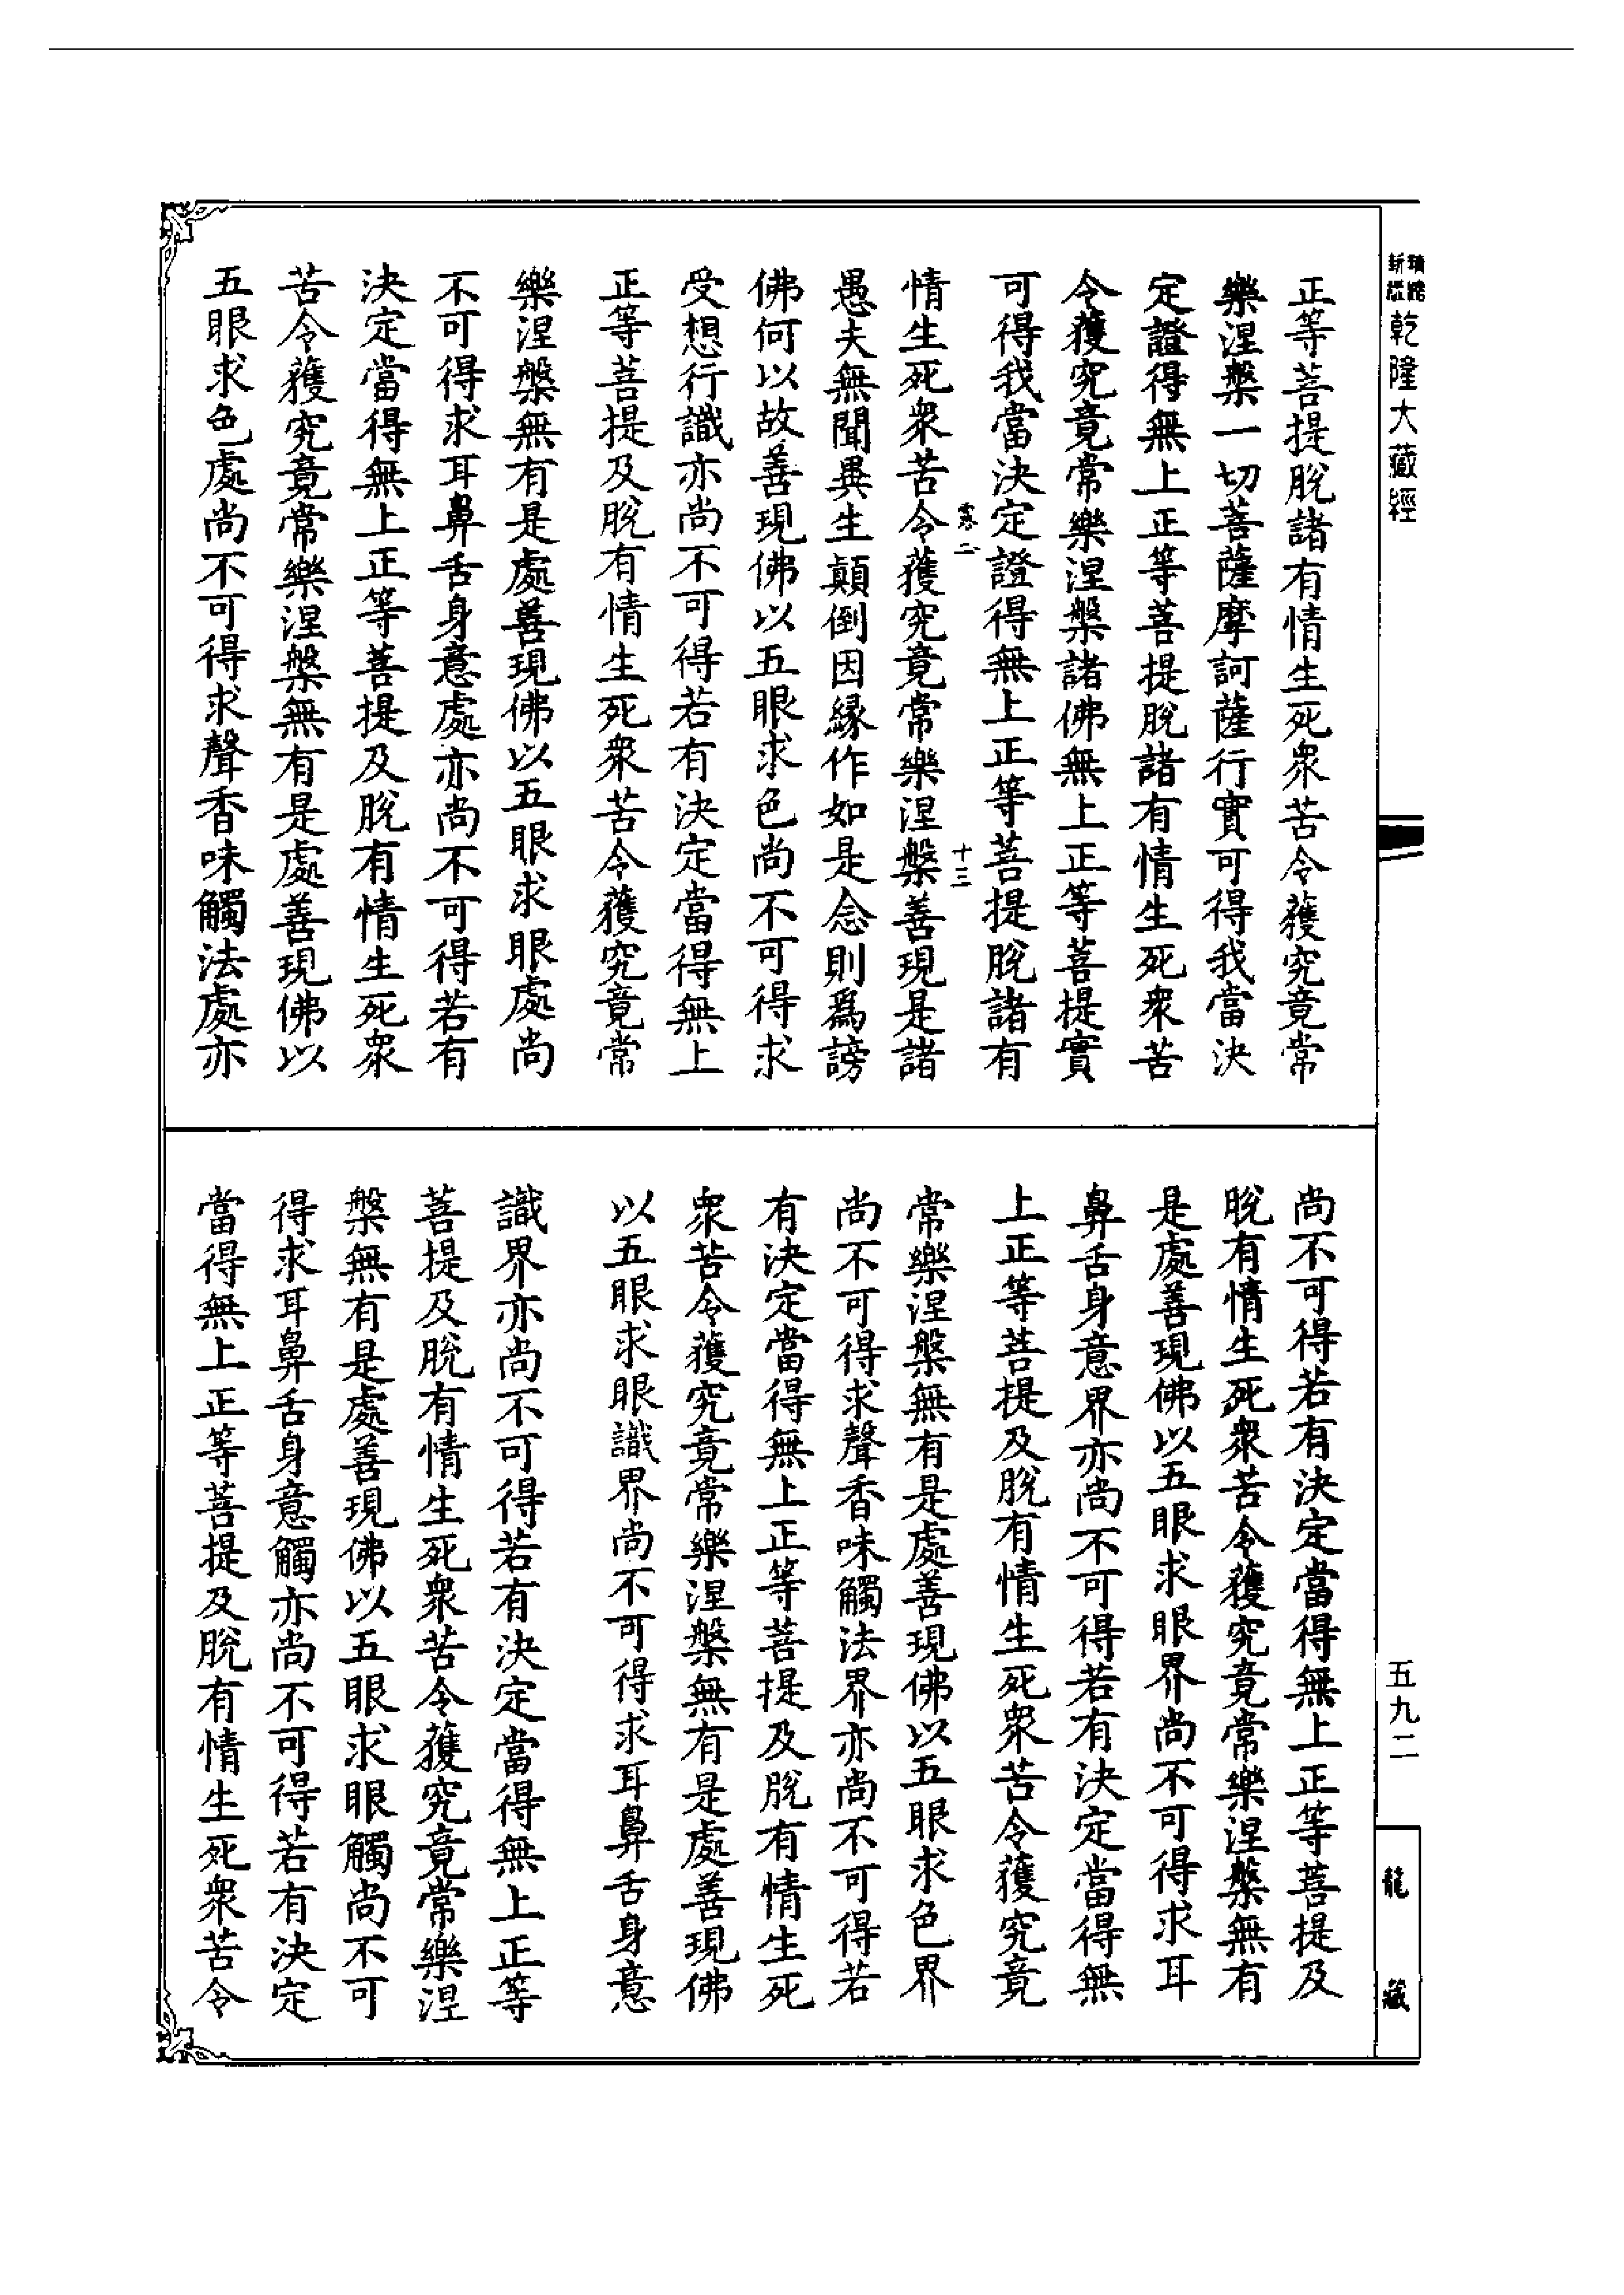 乾隆大藏經
正等菩提脫諸有情生死眾苦令獲究竟常
樂涅槃一切菩薩摩訶薩行實可得我當決
定證得無上正等菩提脫諸有情生死眾苦
令獲究竟常樂涅槃諸佛無上正等菩提實
可得我當決定證得無上正等菩提脫諸有
情生死眾苦令獲究竟常樂涅槃善現是諸
十三
愚夫無聞異生顛倒因緣作如是念則為謗
佛何以故善現佛以五眼求色尚不可得求
受想行識亦尚不可得若有決定當得無上
正等菩提及脫有情生死眾苦令獲究竟常
樂涅槃無有是處善現佛以五眼求眼處尚
不可得求耳鼻舌身意處亦尚不可得若有
決定當得無上正等菩提及脫有情生死眾
苦令獲究竟常樂涅槃無有是處善現佛以
五眼求色處尚不可得求聲香味觸法處亦
尚不可得若有決定當得無上正等菩提及
脫有情生死眾苦令獲究竟常樂涅槃無有
是處善現佛以五眼求眼界尚不可得求耳
鼻舌身意界亦尚不可得若有決定當得無
上正等菩提及脫有情生死眾苦令獲究竟
常樂涅槃無有是處善現佛以五眼求色界
尚不可得求聲香味觸法界亦尚不可得若
有決定當得無上正等菩提及脫有情生死
眾苦令獲究竟常樂涅槃無有是處善現佛
以五眼求眼識界尚不可得求耳鼻舌身意
識界亦尚不可得若有決定當得無上正等
菩提及脫有情生死眾苦令獲究竟常樂涅
槃無有是處善現佛以五眼求眼觸尚不可
得求耳鼻舌身意觸亦尚不可得若有決定
當得無上正等菩提及脫有情生死眾苦令
五九二
龍藏